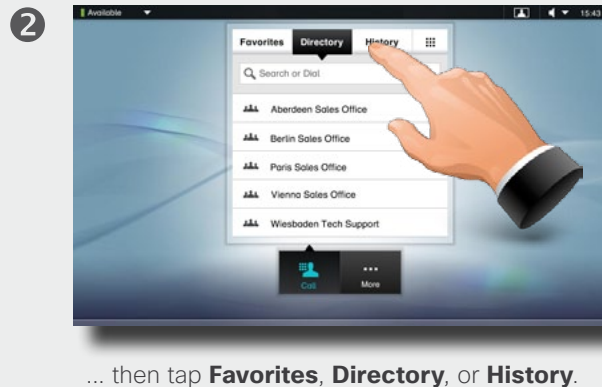 2
Available 15:43
Favorites Directory History
Search or Dial
Aberdeen Sales Office
Berlin Sales Office
Paris Sales Office
Vienna Sales Office
Wiesbaden Tech Support
Call More
... then tap Favorites, Directory, or History.